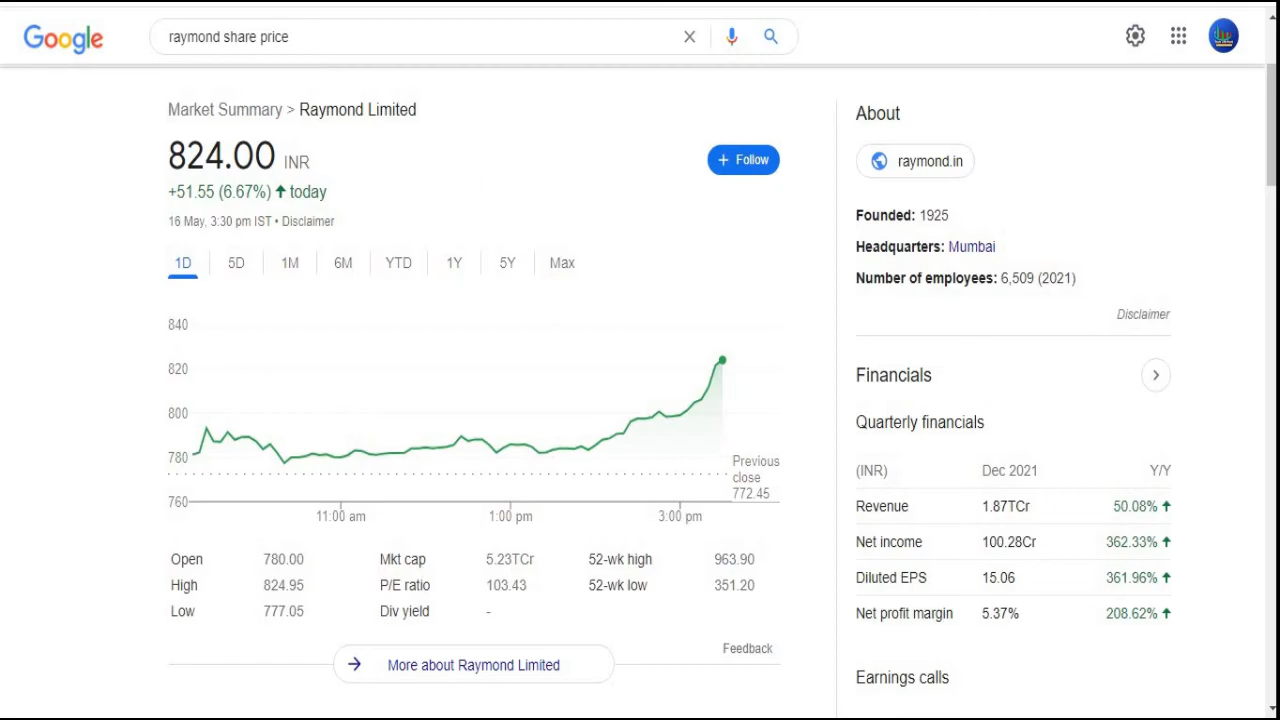 Google
raymond share price
Market Summary > Raymond Limited
824.00 INR
+ Follow
+51.55 (6.67%) ↑ today
16 May, 3:30 pm IST • Disclaimer
1D 5D 1M 6M YTD 1Y 5Y Max
840
820
800
780
760
Previous
close
772.45
11:00 am 1:00 pm 3:00 pm
Open 780.00 Mkt cap 5.23TCr 52-wk high 963.90
High 824.95 P/E ratio 103.43 52-wk low 351.20
Low 777.05 Div yield -
Feedback
→ More about Raymond Limited
About
raymond.in
Founded: 1925
Headquarters: Mumbai
Number of employees: 6,509 (2021)
Disclaimer
Financials
Quarterly financials
(INR) Dec 2021 Y/Y
Revenue 1.87TCr 50.08% ↑
Net income 100.28Cr 362.33% ↑
Diluted EPS 15.06 361.96% ↑
Net profit margin 5.37% 208.62% ↑
Earnings calls